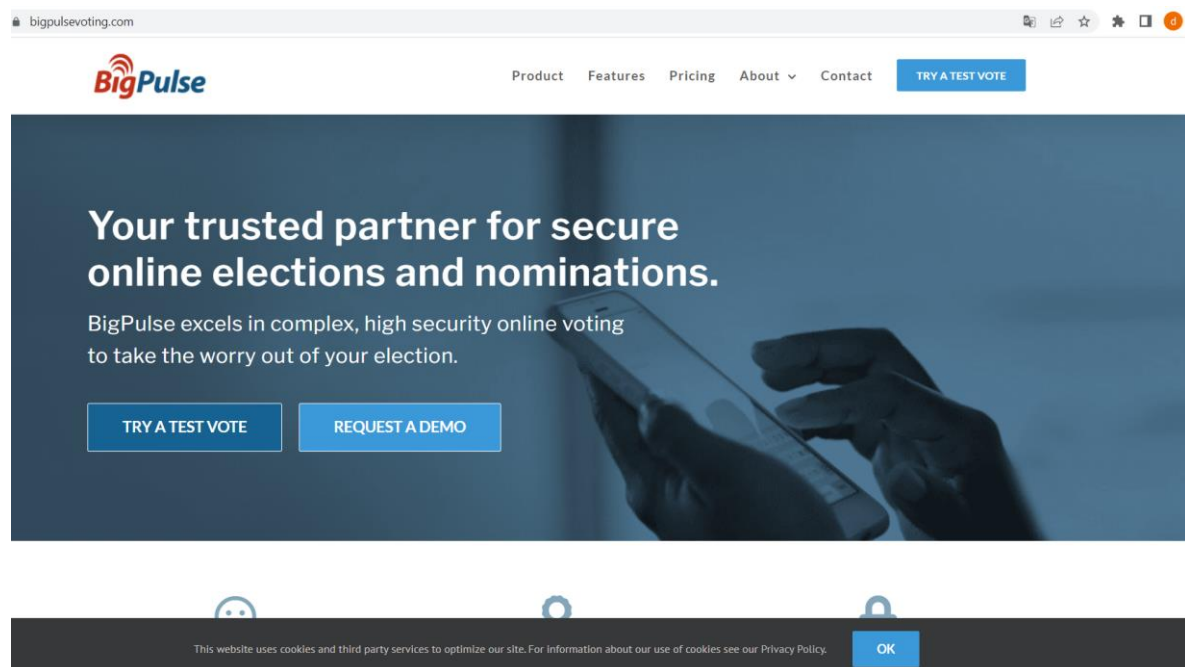 bigpulsevoting.com
d
BigPulse
Product Features Pricing About Contact TRY A TEST VOTE
Your trusted partner for secure
online elections and nominations.
BigPulse excels in complex, high security online voting
to take the worry out of your election.
TRY A TEST VOTE REQUEST A DEMO
This website uses cookies and third party services to optimize our site. For information about our use of cookies see our Privacy Policy. OK